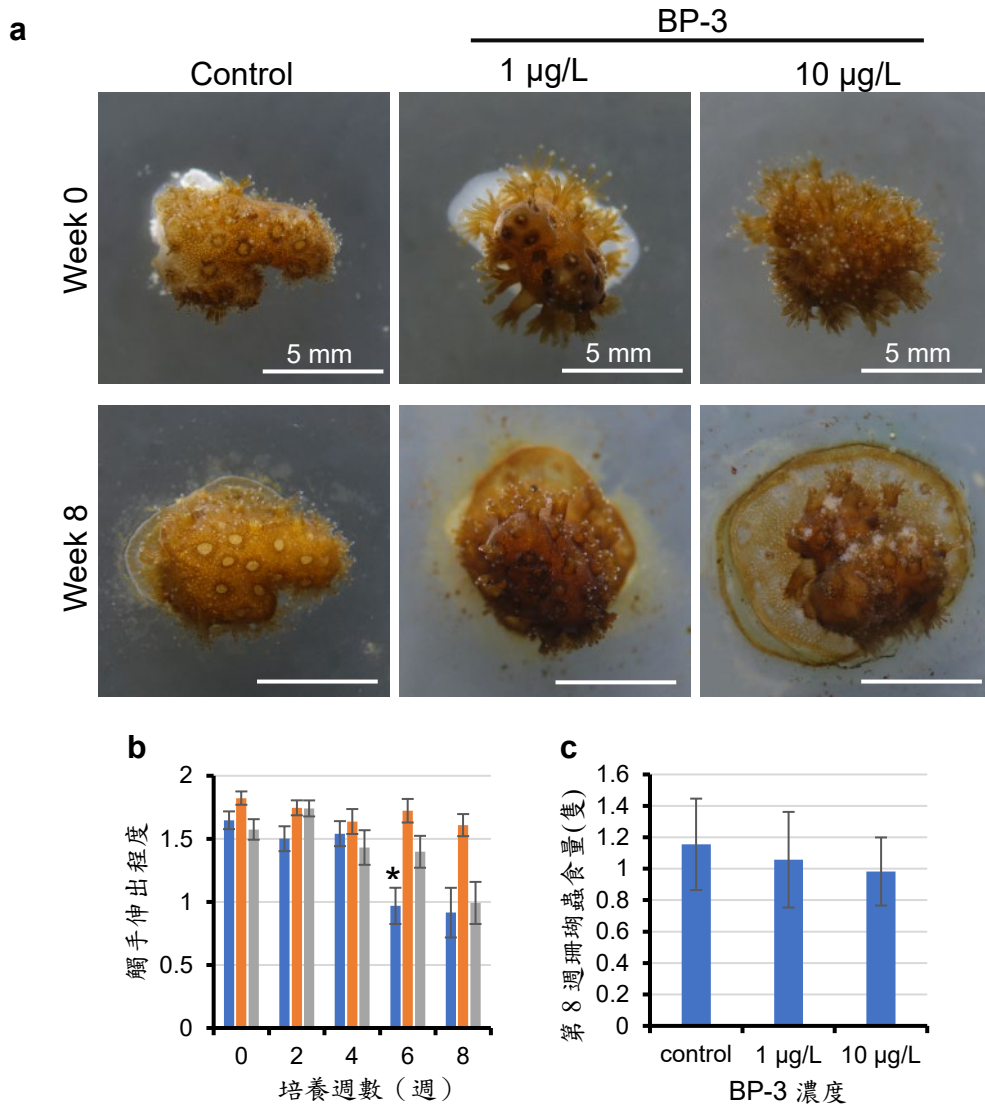 a
BP-3
Control
1 µg/L
10 µg/L
Week 0
5 mm
5 mm
5 mm
Week 8
b
觸手伸出程度
2
1.5
1
0.5
0
*
0
2
4
6
8
培養週數（週）
c
第 8 週珊瑚蟲食量(隻)
1.6
1.4
1.2
1
0.8
0.6
0.4
0.2
0
control
1 µg/L
10 µg/L
BP-3 濃度